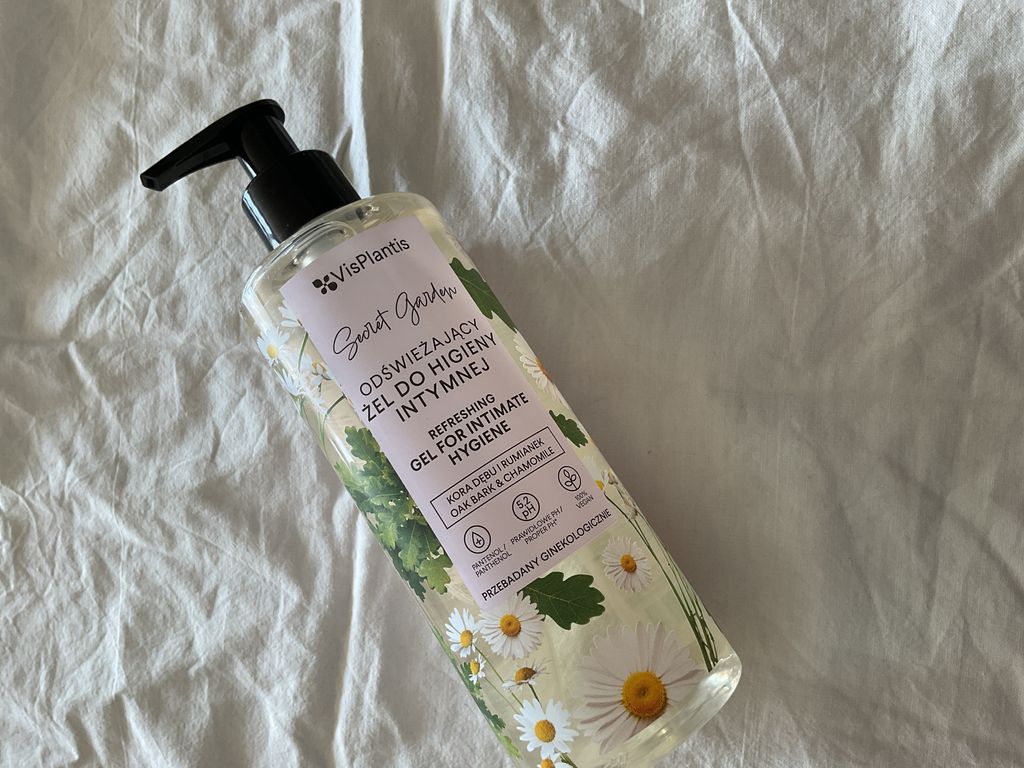 VisPlantis
Secret Garden
ODŚWIEŻAJĄCY
ŻEL DO HIGIENY
INTYMNEJ
REFRESHING
GEL FOR INTIMATE
HYGIENE
KORA DĘBU I RUMIANEK
OAK BARK & CHAMOMILE
PANTENOL/
PANTHENOL
5.2
PH
PRAWIDŁOWE PH/
PROPER PH*
100%
VEGAN
PRZEBADANY GINEKOLOGICZNIE